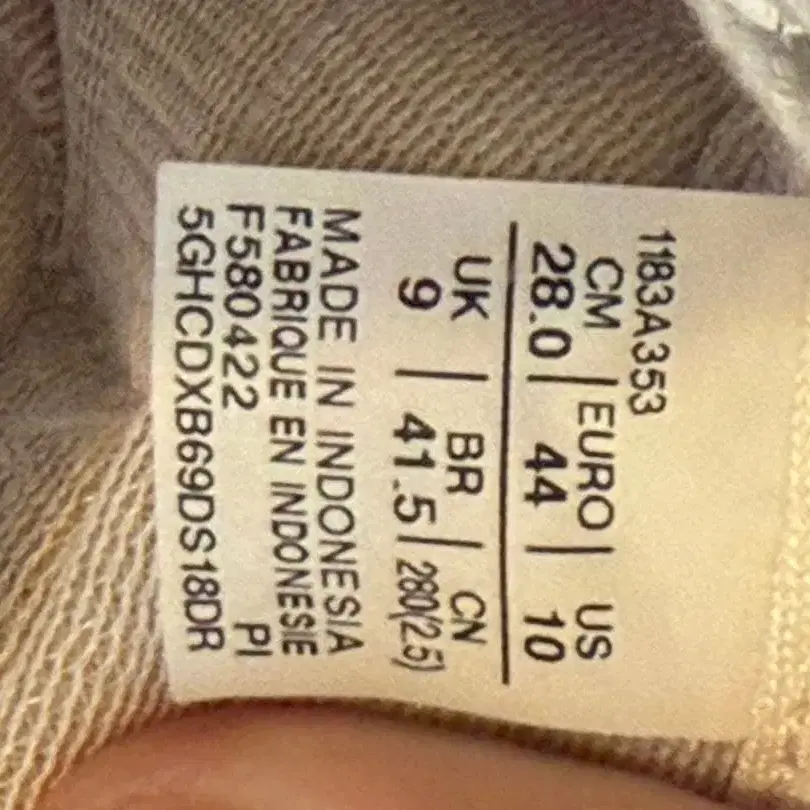 1183A353
CM | EURO | US
28.0 | 44 | 10
UK | BR | CN
9 | 41.5 | 280(2.5)
MADE IN INDONESIA
FABRIQUE EN INDONESIE
F580422 PI
5GHCDXB69DS18DR